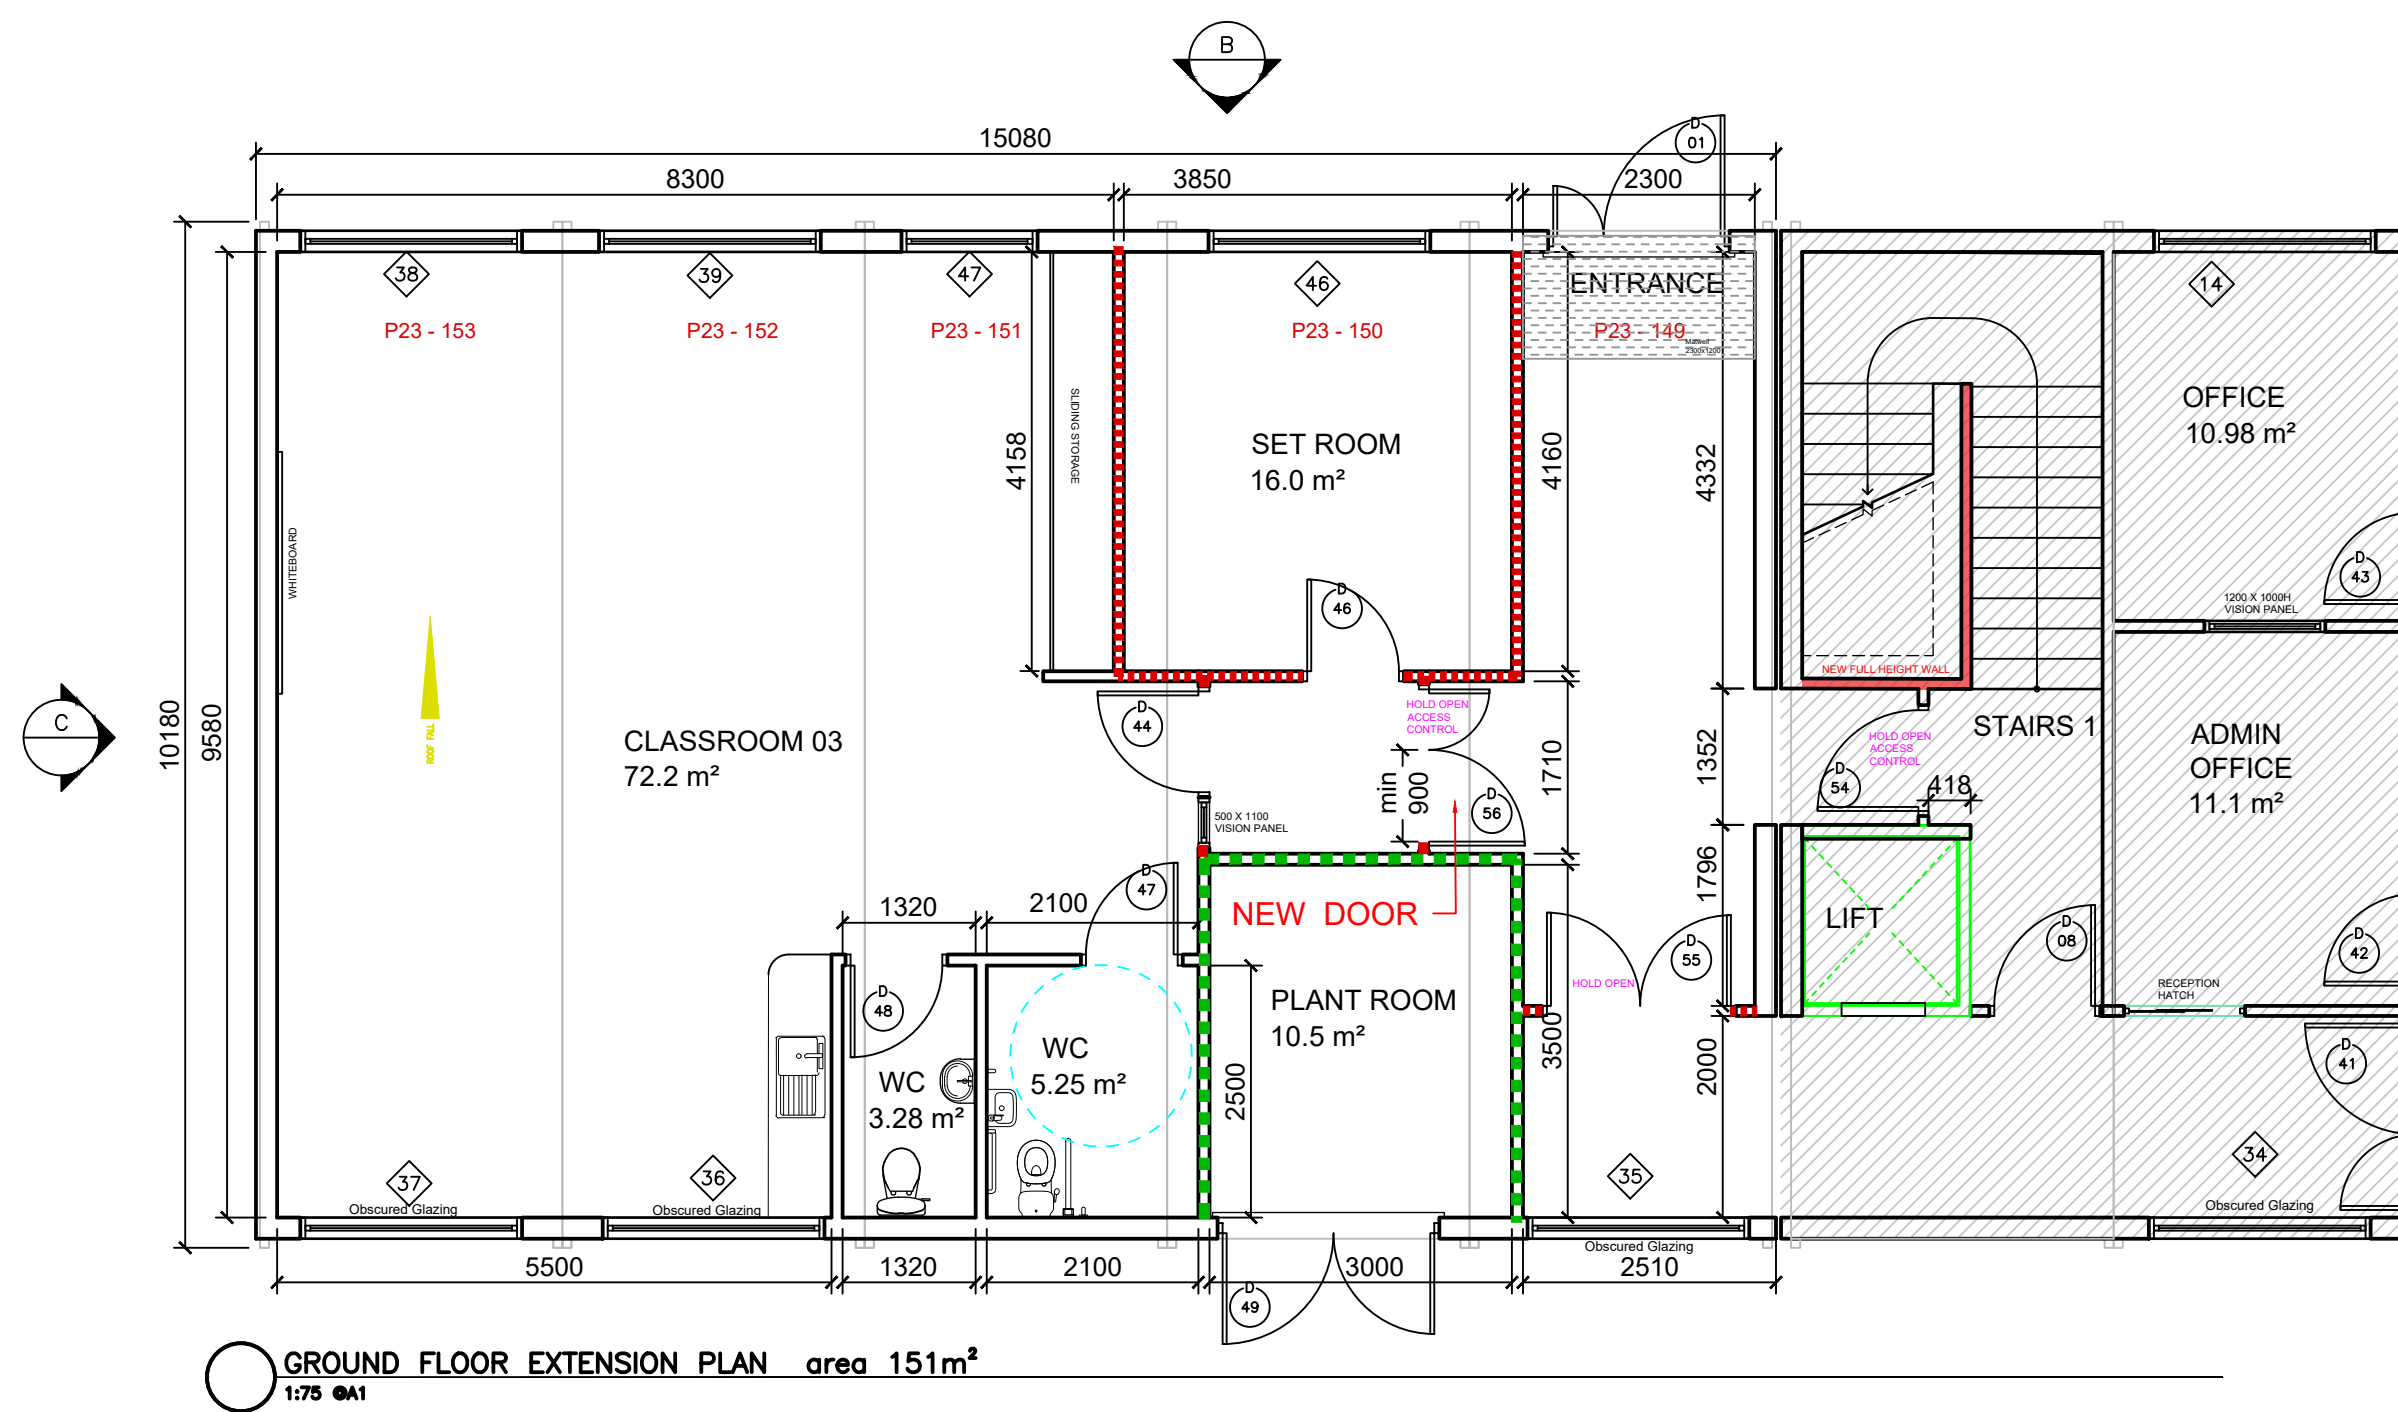 B
15080
D
01
8300
3850
2300
38
39
47
46
ENTRANCE
14
P23 - 153
P23 - 152
P23 - 151
P23 - 150
P23 - 149
Matwell
2300x1200
SLIDING STORAGE
OFFICE
10.98 m²
SET ROOM
16.0 m²
4158
4160
4332
WHITEBOARD
D
43
1200 X 1000H
VISION PANEL
D
46
NEW FULL HEIGHT WALL
C
10180
9580
ROOF FALL
CLASSROOM 03
72.2 m²
D
44
HOLD OPEN
ACCESS
CONTROL
1710
1352
HOLD OPEN
ACCESS
CONTROL
STAIRS 1
ADMIN
OFFICE
11.1 m²
D
54
418
min
900
D
56
500 X 1100
VISION PANEL
1796
D
47
1320
2100
NEW DOOR
LIFT
D
08
D
42
D
55
HOLD OPEN
RECEPTION
HATCH
D
48
PLANT ROOM
10.5 m²
3500
2000
D
41
WC
5.25 m²
WC
3.28 m²
2500
37
36
35
34
Obscured Glazing
Obscured Glazing
Obscured Glazing
Obscured Glazing
5500
1320
2100
3000
2510
D
49
GROUND FLOOR EXTENSION PLAN area 151m²
1:75 @A1